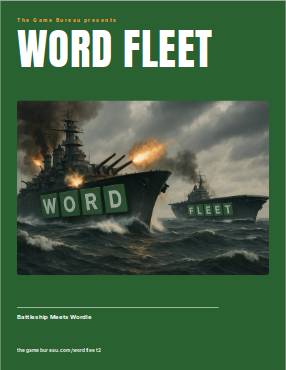 The Game Bureau presents
WORD FLEET
WORD
FLEET
Battleship Meets Wordle
thegamebureau.com/wordfleet2